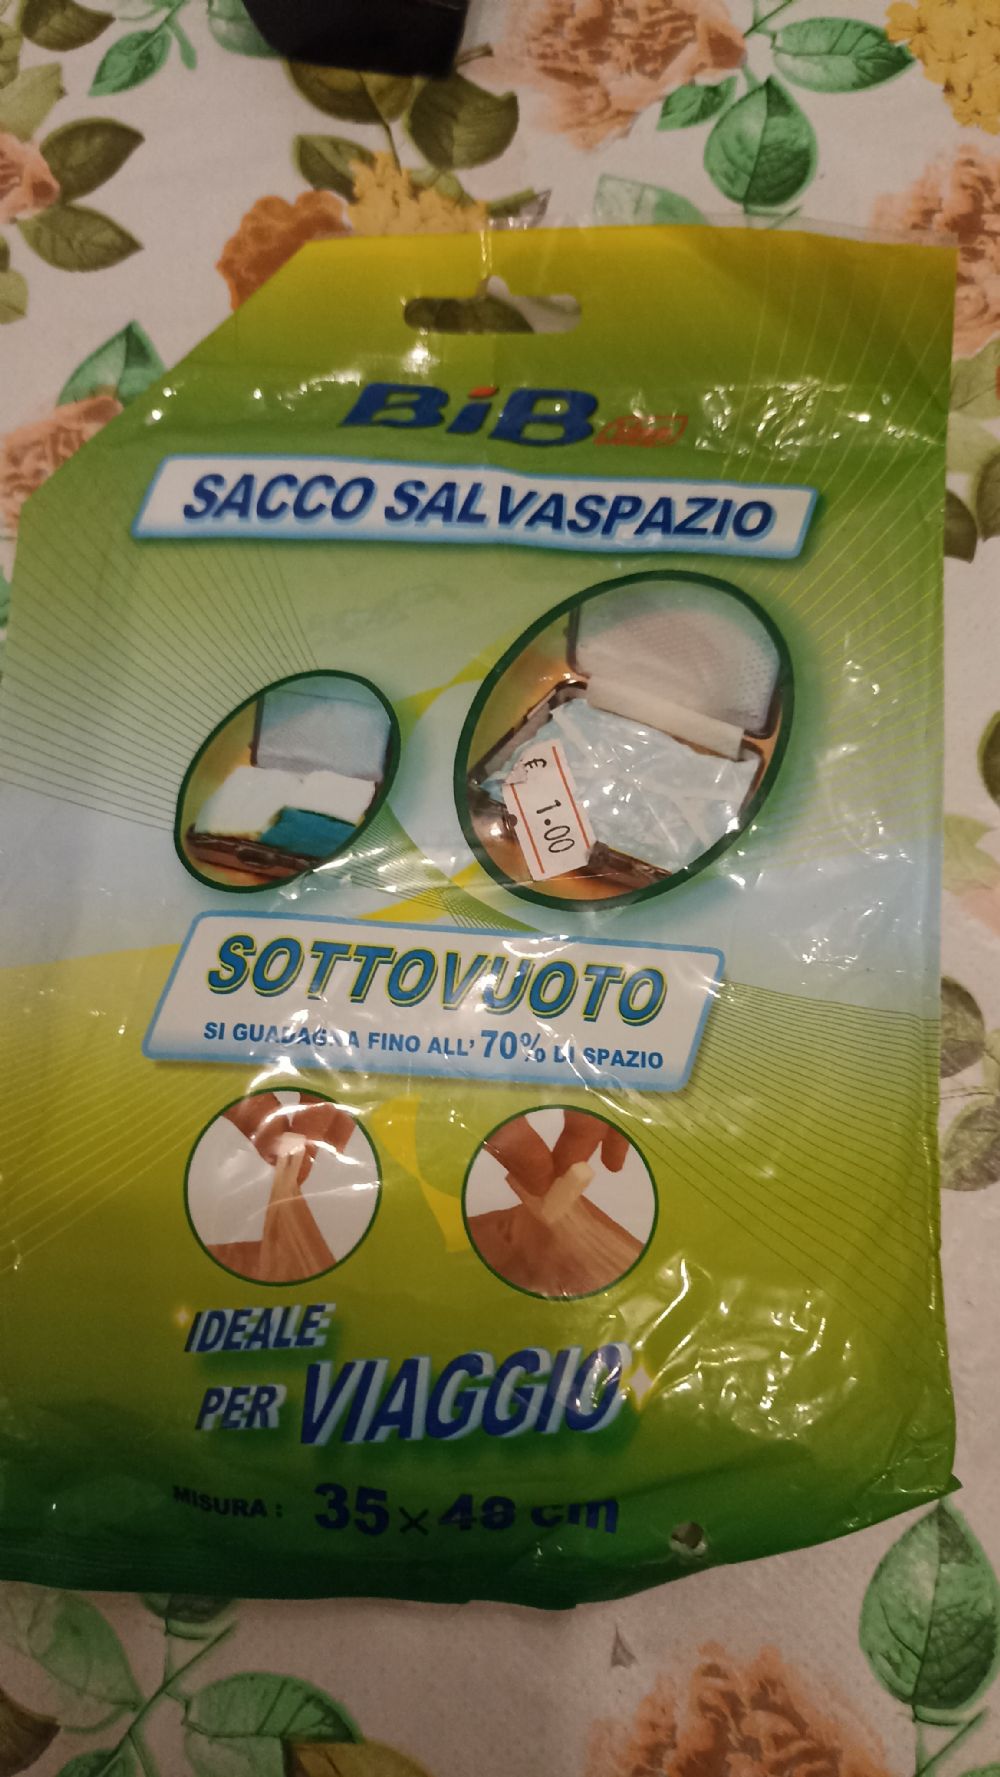 BiB
SACCO SALVASPAZIO
€ 1.00
SOTTOVUOTO
SI GUADAGNA FINO ALL' 70% DI SPAZIO
IDEALE
PER VIAGGIO
MISURA: 35×48 cm